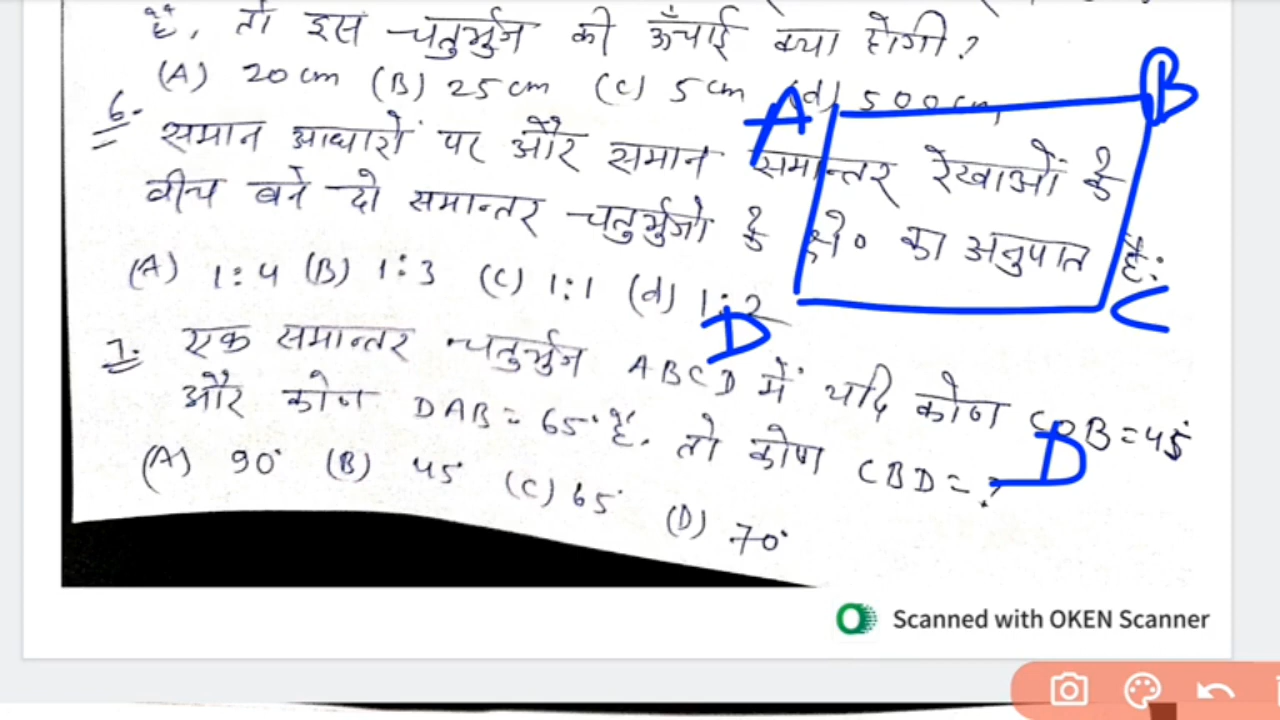 है, तो इस चतुर्भुज की ऊँचाई क्या होगी?
(A) 20 cm (B) 25 cm (C) 5 cm (d) 500 cm
A B
6. समान आधारों पर और समान समान्तर रेखाओं के
बीच बने दो समान्तर चतुर्भुजो के क्षे० का अनुपात है:
(A) 1:4 (B) 1:3 (C) 1:1 (d) 1:2
D C
7. एक समान्तर चतुर्भुज ABCD में यदि कोण CDB = 45°
और कोण DAB = 65° है. तो कोण CBD = ?
D
(A) 90° (B) 45° (C) 65° (D) 70°
Scanned with OKEN Scanner